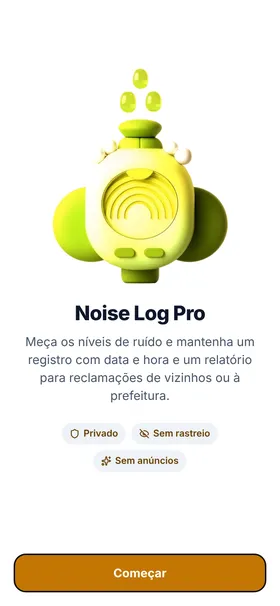 Noise Log Pro
Meça os níveis de ruído e mantenha um
registro com data e hora e um relatório
para reclamações de vizinhos ou à
prefeitura.
Privado
Sem rastreio
Sem anúncios
Começar